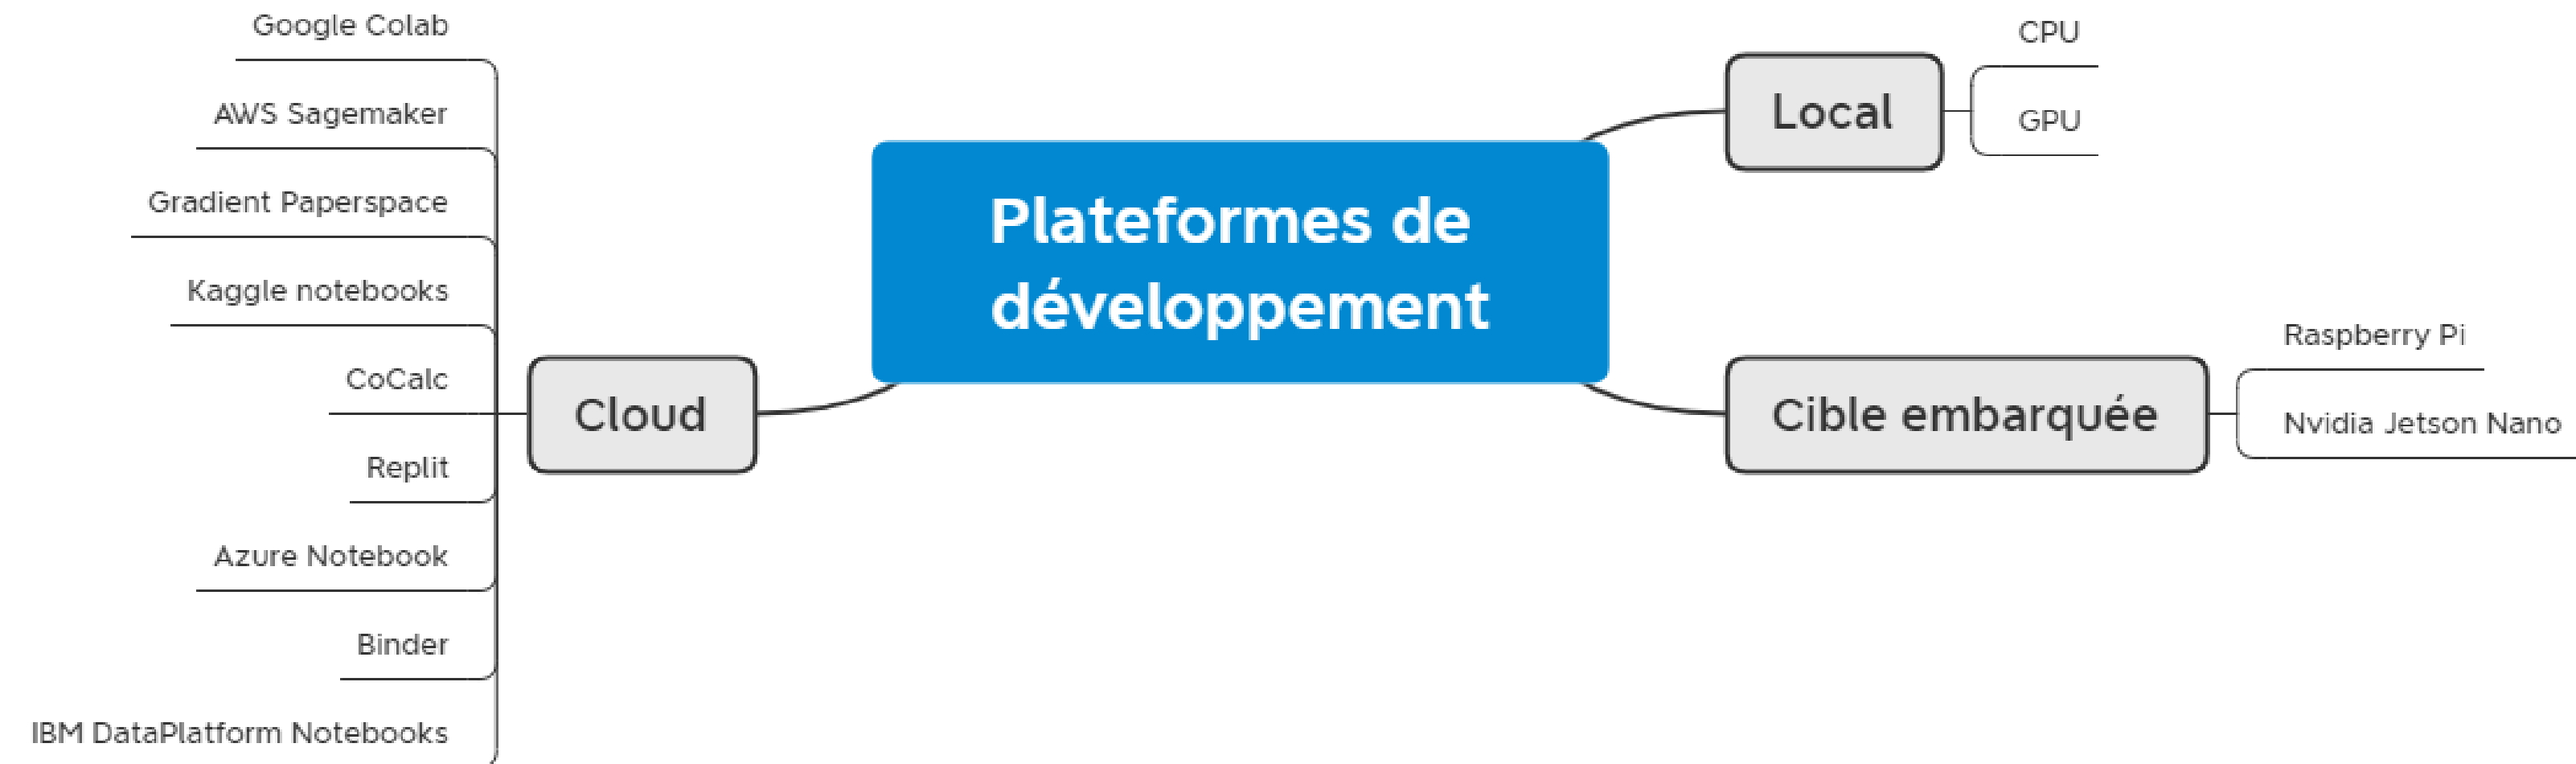 Google Colab
AWS Sagemaker
Gradient Paperspace
Kaggle notebooks
CoCalc
Replit
Azure Notebook
Binder
IBM DataPlatform Notebooks
Cloud
Plateformes de
développement
Local
CPU
GPU
Cible embarquée
Raspberry Pi
Nvidia Jetson Nano